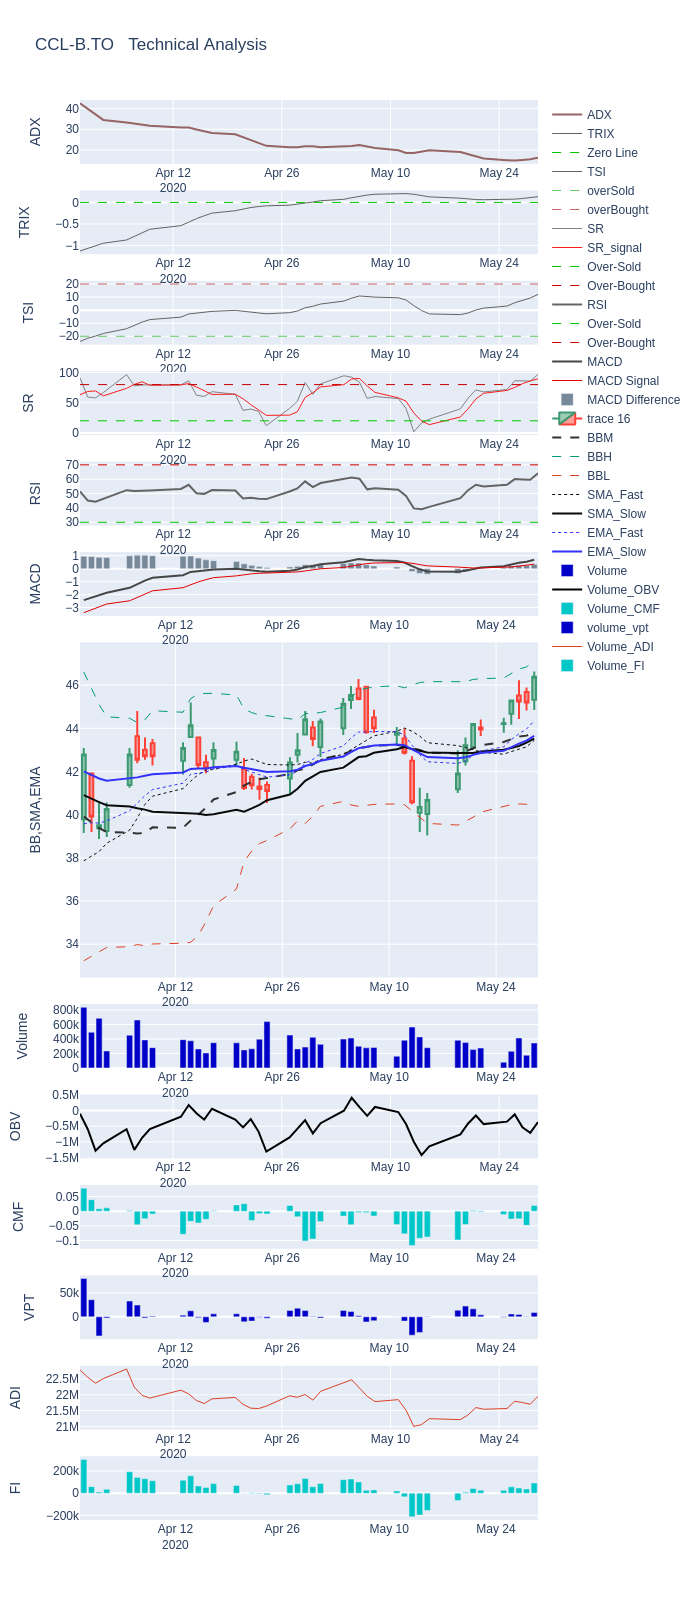 CCL-B.TO   Technical Analysis
ADX
40
30
20
Apr 12
2020
Apr 26
May 10
May 24
TRIX
0
−0.5
−1
Apr 12
2020
Apr 26
May 10
May 24
TSI
20
10
0
−10
−20
Apr 12
2020
Apr 26
May 10
May 24
SR
100
50
0
Apr 12
2020
Apr 26
May 10
May 24
RSI
70
60
50
40
30
Apr 12
2020
Apr 26
May 10
May 24
MACD
1
0
−1
−2
−3
Apr 12
2020
Apr 26
May 10
May 24
BB,SMA,EMA
46
44
42
40
38
36
34
Apr 12
2020
Apr 26
May 10
May 24
Volume
800k
600k
400k
200k
0
Apr 12
2020
Apr 26
May 10
May 24
OBV
0.5M
0
−0.5M
−1M
−1.5M
Apr 12
2020
Apr 26
May 10
May 24
CMF
0.05
0
−0.05
−0.1
Apr 12
2020
Apr 26
May 10
May 24
VPT
50k
0
Apr 12
2020
Apr 26
May 10
May 24
ADI
22.5M
22M
21.5M
21M
Apr 12
2020
Apr 26
May 10
May 24
FI
200k
0
−200k
Apr 12
2020
Apr 26
May 10
May 24
ADX
TRIX
Zero Line
TSI
overSold
overBought
SR
SR_signal
Over-Sold
Over-Bought
RSI
Over-Sold
Over-Bought
MACD
MACD Signal
MACD Difference
trace 16
BBM
BBH
BBL
SMA_Fast
SMA_Slow
EMA_Fast
EMA_Slow
Volume
Volume_OBV
Volume_CMF
volume_vpt
Volume_ADI
Volume_FI